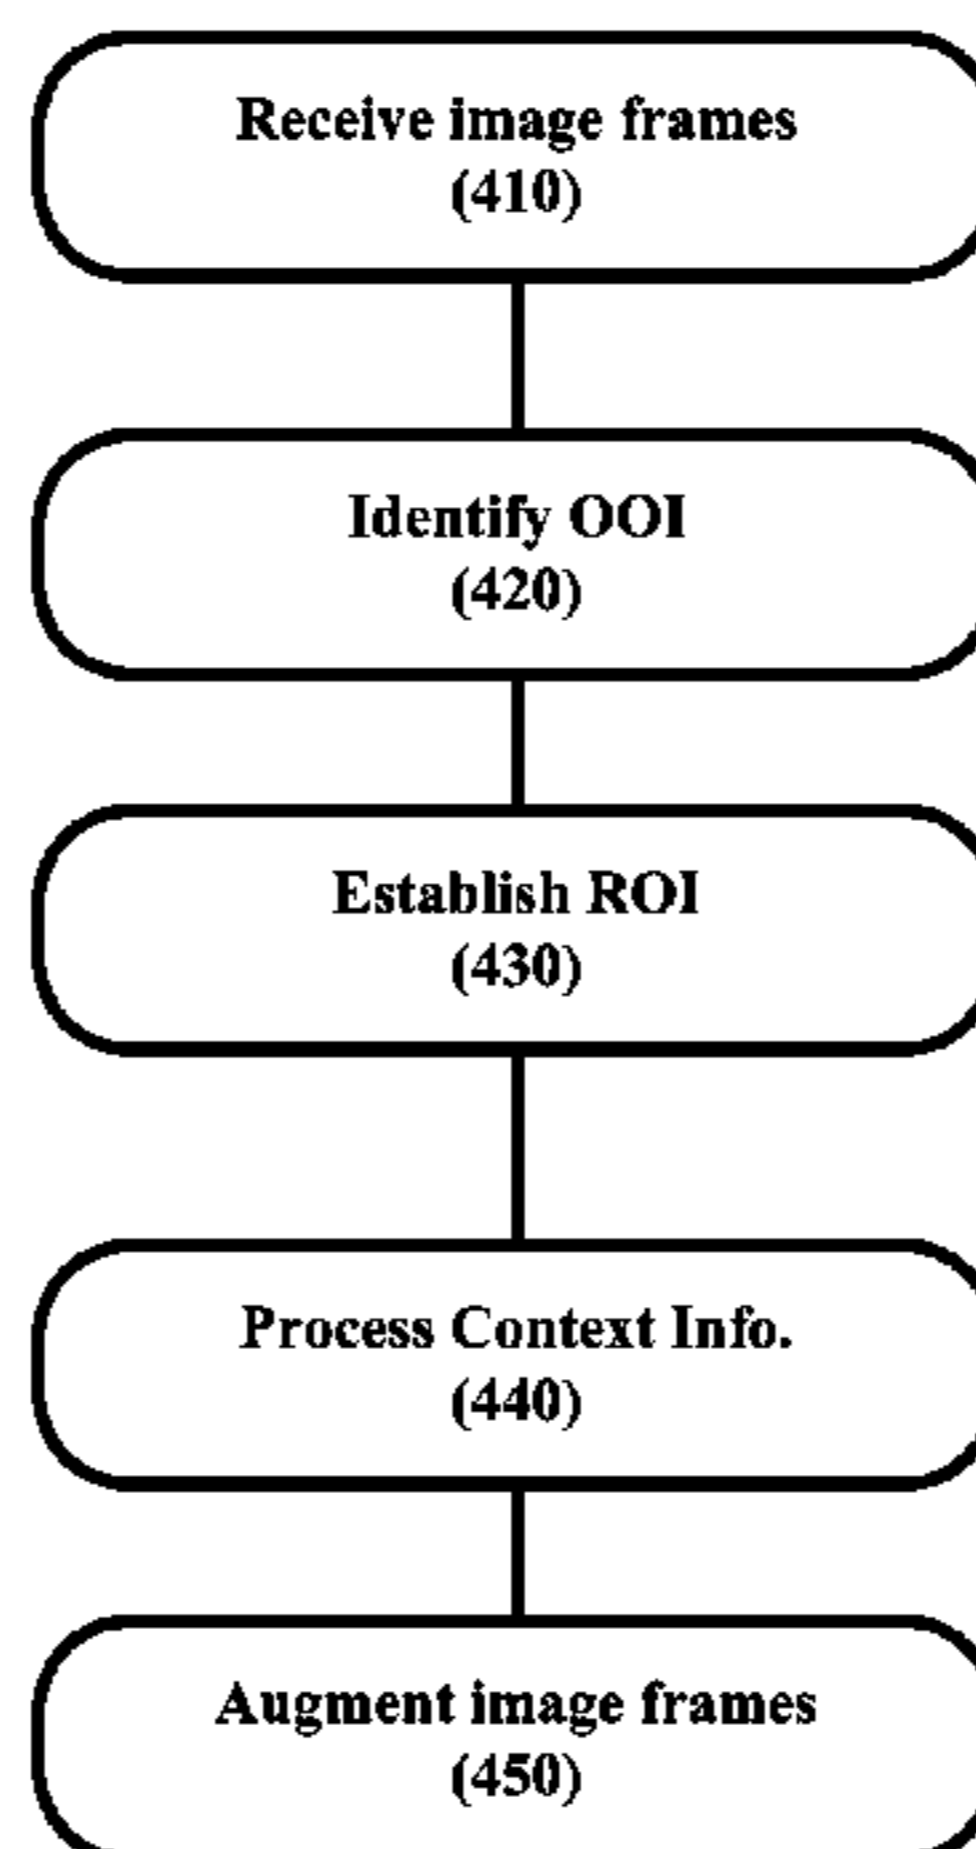 Receive image frames
(410)
Identify OOI
(420)
Establish ROI
(430)
Process Context Info.
(440)
Augment image frames
(450)